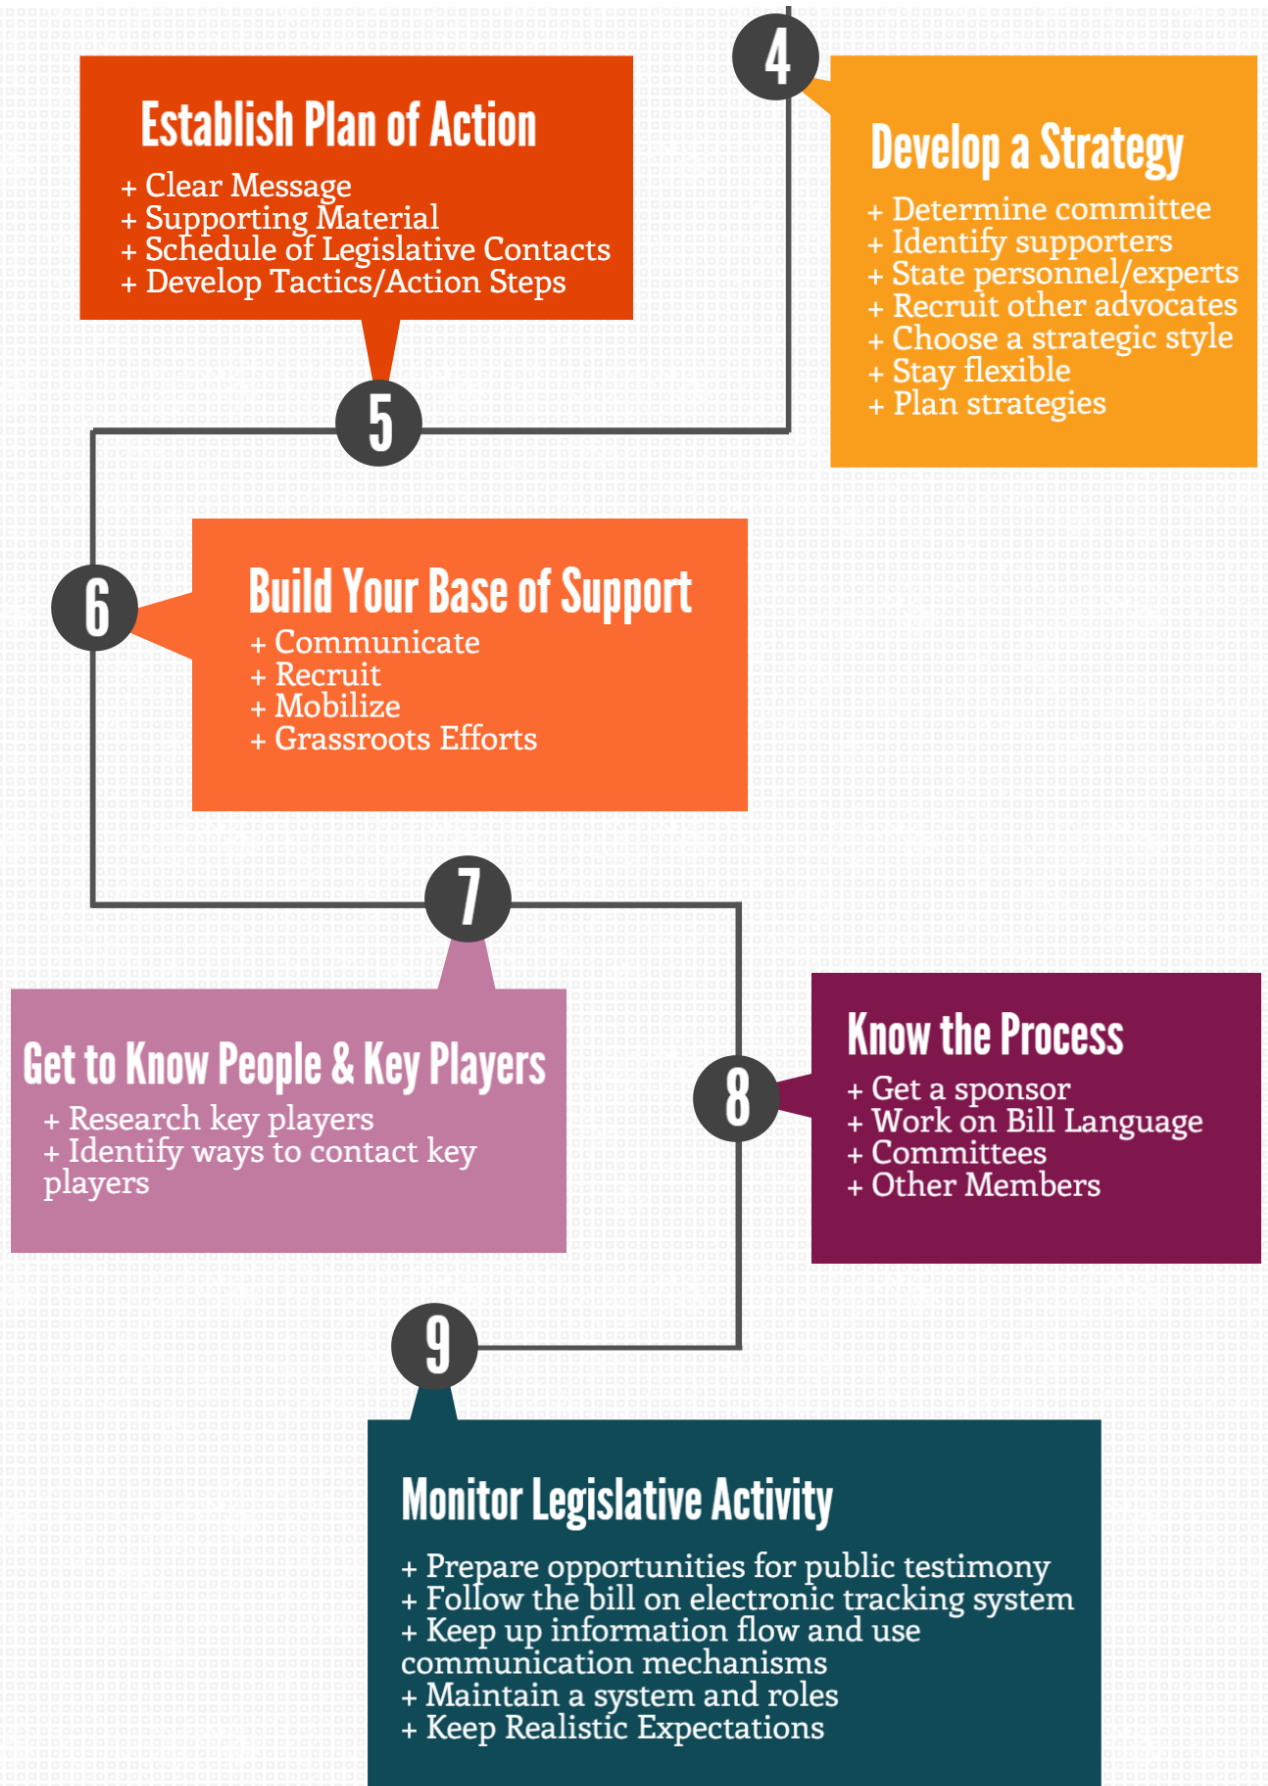 4
Develop a Strategy
+ Determine committee
+ Identify supporters
+ State personnel/experts
+ Recruit other advocates
+ Choose a strategic style
+ Stay flexible
+ Plan strategies
Establish Plan of Action
+ Clear Message
+ Supporting Material
+ Schedule of Legislative Contacts
+ Develop Tactics/Action Steps
5
6
Build Your Base of Support
+ Communicate
+ Recruit
+ Mobilize
+ Grassroots Efforts
7
Get to Know People & Key Players
+ Research key players
+ Identify ways to contact key
players
8
Know the Process
+ Get a sponsor
+ Work on Bill Language
+ Committees
+ Other Members
9
Monitor Legislative Activity
+ Prepare opportunities for public testimony
+ Follow the bill on electronic tracking system
+ Keep up information flow and use
communication mechanisms
+ Maintain a system and roles
+ Keep Realistic Expectations